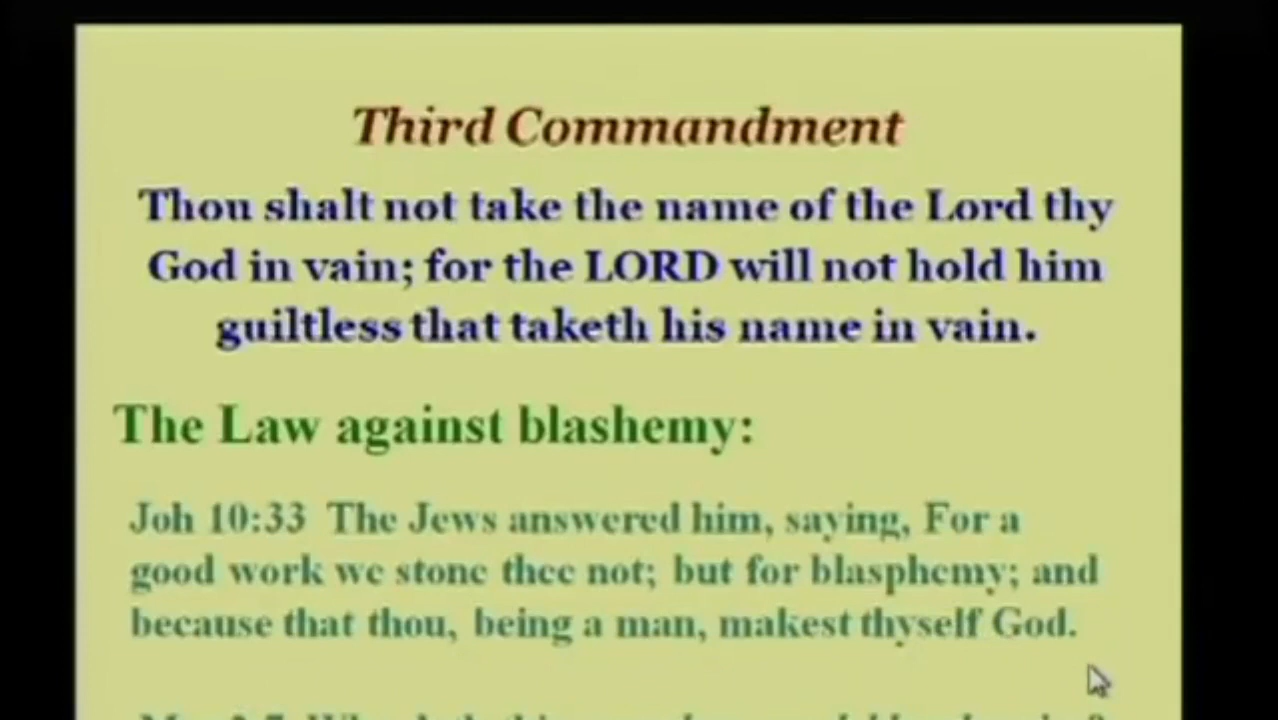 Third Commandment
Thou shalt not take the name of the Lord thy
God in vain; for the LORD will not hold him
guiltless that taketh his name in vain.
The Law against blashemy:
Joh 10:33 The Jews answered him, saying, For a
good work we stone thee not; but for blasphemy; and
because that thou, being a man, makest thyself God.